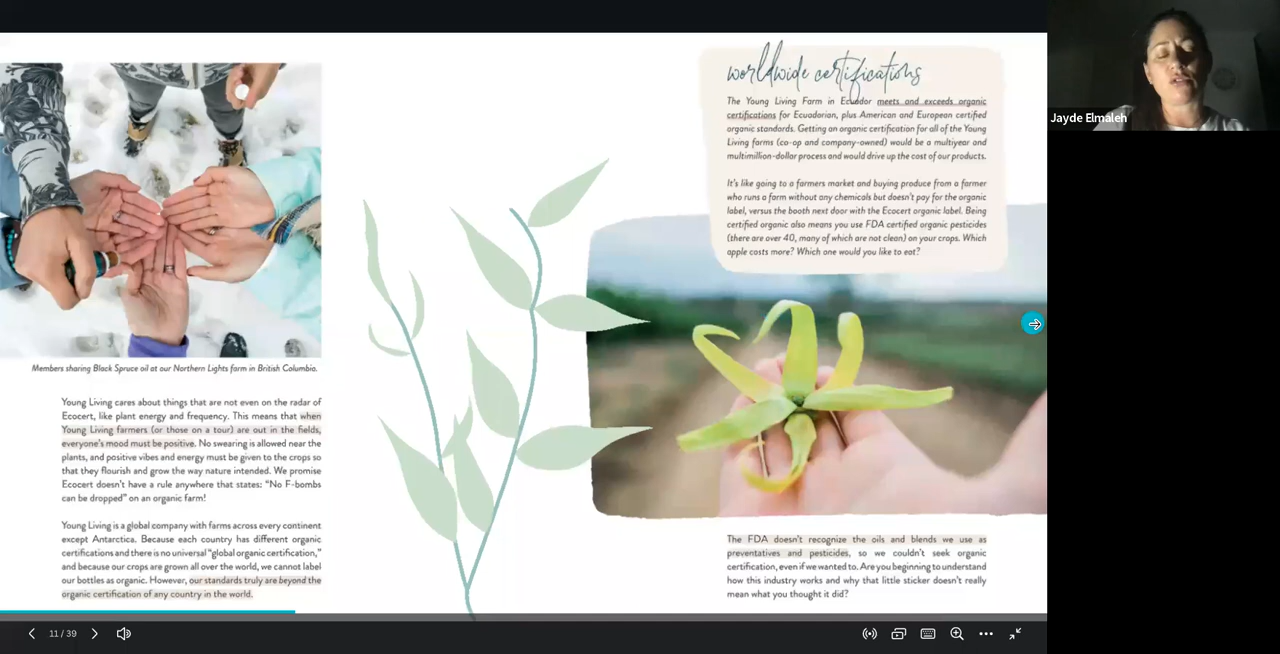 Members sharing Black Spruce oil at our Northern Lights farm in British Columbia.
Young Living cares about things that are not even on the radar of
Ecocert, like plant energy and frequency. This means that when
Young Living farmers (or those on a tour) are out in the fields,
everyone's mood must be positive. No swearing is allowed near the
plants, and positive vibes and energy must be given to the crops so
that they flourish and grow the way nature intended. We promise
Ecocert doesn't have a rule anywhere that states: "No F-bombs
can be dropped" on an organic farm!
Young Living is a global company with farms across every continent
except Antarctica. Because each country has different organic
certifications and there is no universal "global organic certification,"
and because our crops are grown all over the world, we cannot label
our bottles as organic. However, our standards truly are beyond the
organic certification of any country in the world.
worldwide certifications
The Young Living Farm in Ecuador meets and exceeds organic
certifications for Ecuadorian, plus American and European certified
organic standards. Getting an organic certification for all of the Young
Living farms (co-op and company-owned) would be a multiyear and
multimillion-dollar process and would drive up the cost of our products.
It's like going to a farmers market and buying produce from a farmer
who runs a farm without any chemicals but doesn't pay for the organic
label, versus the booth next door with the Ecocert organic label. Being
certified organic also means you use FDA certified organic pesticides
(there are over 40, many of which are not clean) on your crops. Which
apple costs more? Which one would you like to eat?
The FDA doesn't recognize the oils and blends we use as
preventatives and pesticides, so we couldn't seek organic
certification, even if we wanted to. Are you beginning to understand
how this industry works and why that little sticker doesn't really
mean what you thought it did?
Jayde Elmaleh
11 / 39